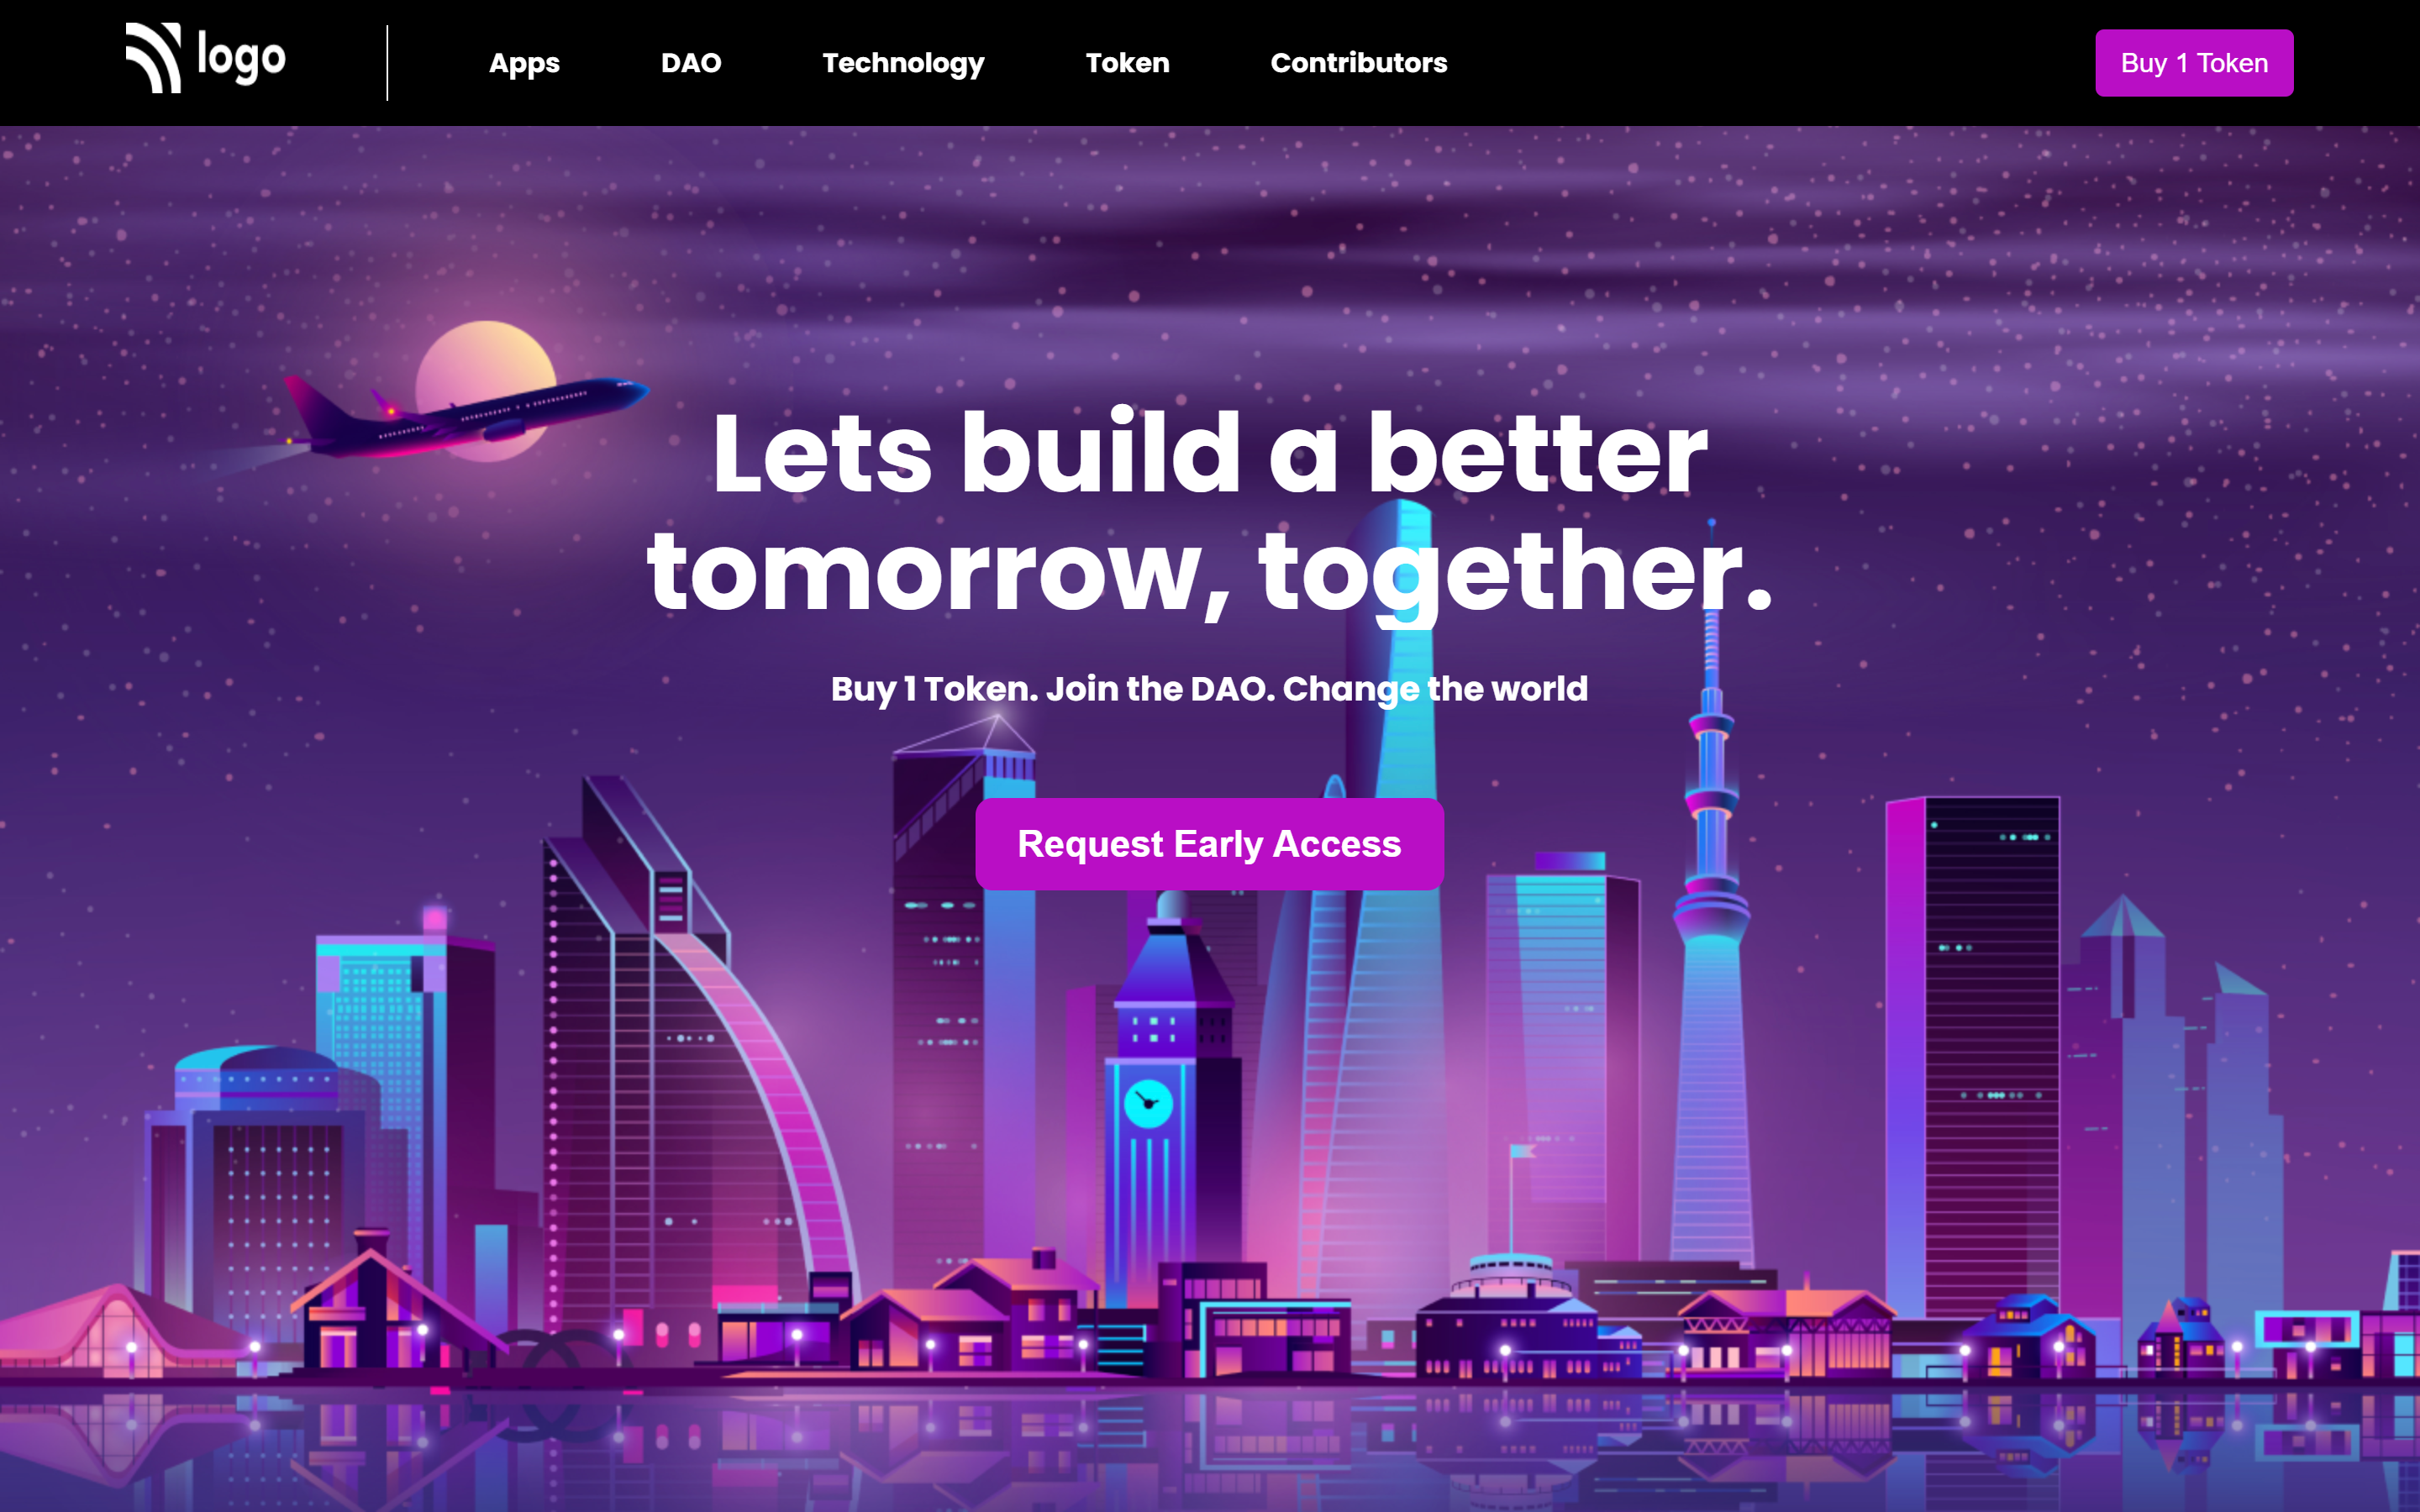 logo
Apps
DAO
Technology
Token
Contributors
Buy 1 Token
Lets build a better
tomorrow, together.
Buy 1 Token. Join the DAO. Change the world
Request Early Access